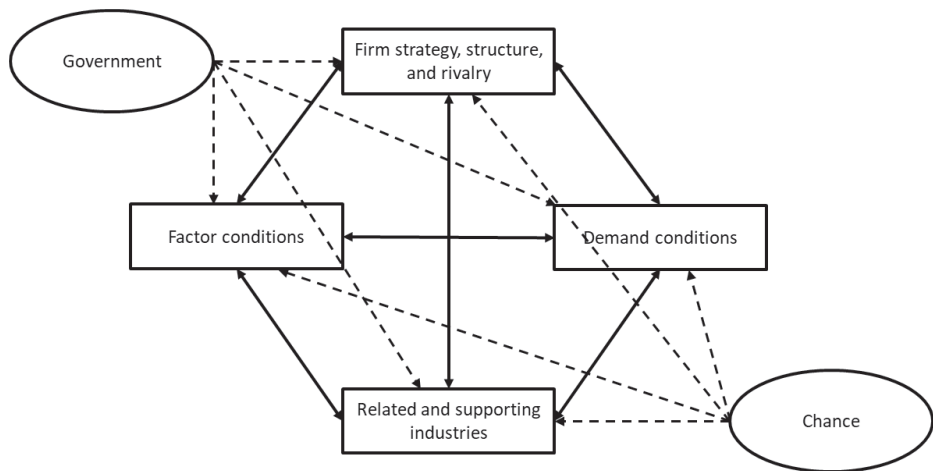 Government
Firm strategy, structure,
and rivalry
Factor conditions
Demand conditions
Related and supporting
industries
Chance